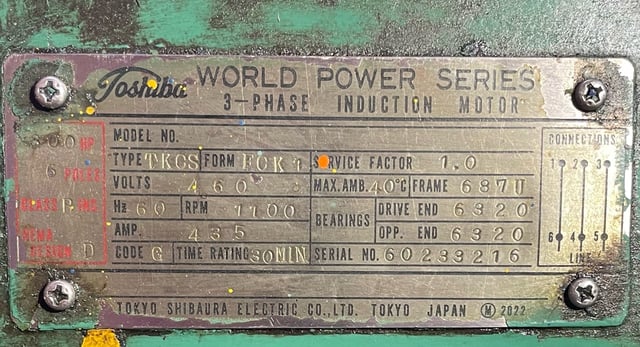 Toshiba WORLD POWER SERIES
3-PHASE INDUCTION MOTOR
300 HP
6 POLES
CLASS B INS.
NEMA
DESIGN D
MODEL NO.
TYPE TKCS FORM FCK1
VOLTS 460
Hz 60 RPM 1100
AMP. 435
CODE G TIME RATING 30MIN
SERVICE FACTOR 1.0
MAX. AMB. 40°C FRAME 687U
BEARINGS DRIVE END 6320
OPP. END 6320
SERIAL NO. 60233216
CONNECTIONS
1 2 3
6 4 5
LINE
TOKYO SHIBAURA ELECTRIC CO., LTD. TOKYO JAPAN Ⓜ 2022